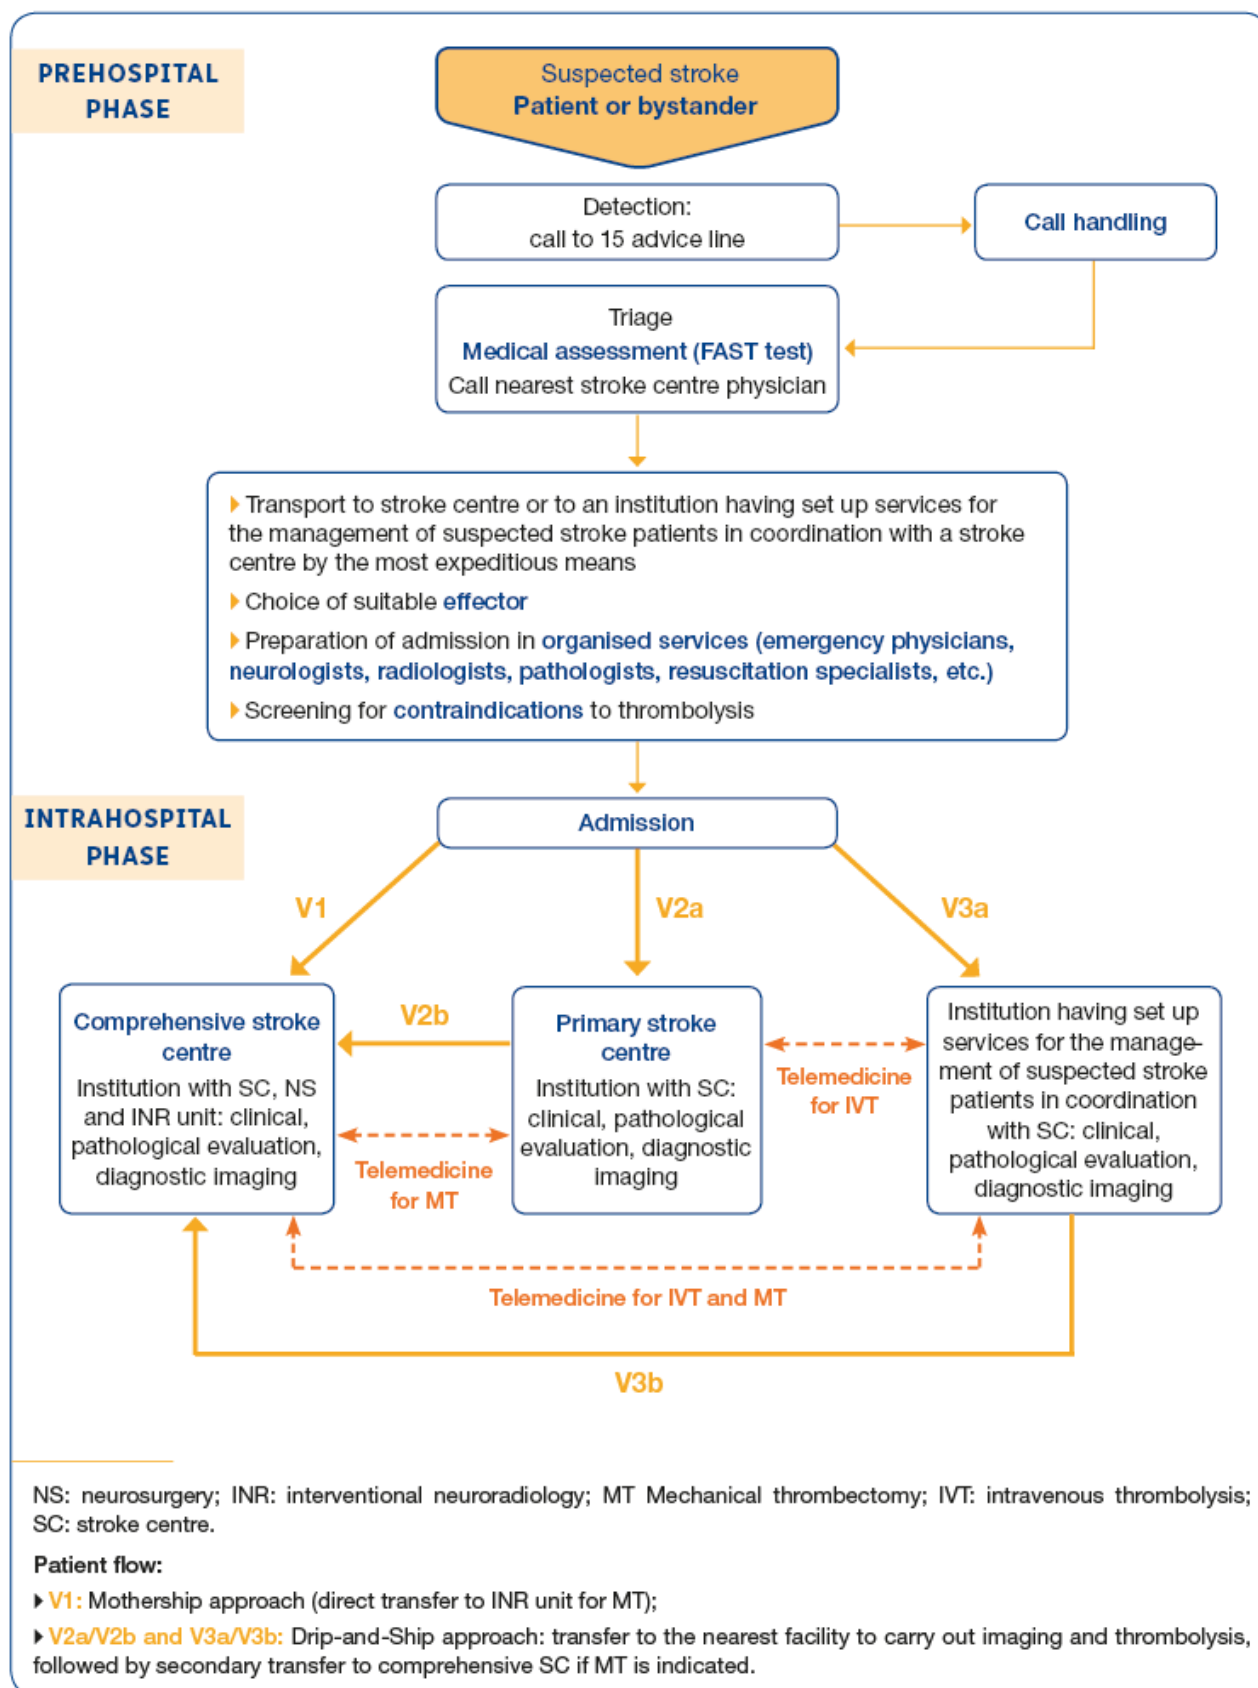 PREHOSPITAL
PHASE
Suspected stroke
Patient or bystander
Detection:
call to 15 advice line
Call handling
Triage
Medical assessment (FAST test)
Call nearest stroke centre physician
Transport to stroke centre or to an institution having set up services for
the management of suspected stroke patients in coordination with a stroke
centre by the most expeditious means
Choice of suitable effector
Preparation of admission in organised services (emergency physicians,
neurologists, radiologists, pathologists, resuscitation specialists, etc.)
Screening for contraindications to thrombolysis
INTRAHOSPITAL
PHASE
Admission
V1
V2a
V3a
Comprehensive stroke
centre
Institution with SC, NS
and INR unit: clinical,
pathological evaluation,
diagnostic imaging
V2b
Primary stroke
centre
Institution with SC:
clinical, pathological
evaluation, diagnostic
imaging
Telemedicine
for IVT
Institution having set up
services for the manage-
ment of suspected stroke
patients in coordination
with SC: clinical,
pathological evaluation,
diagnostic imaging
Telemedicine
for MT
Telemedicine for IVT and MT
V3b
NS: neurosurgery; INR: interventional neuroradiology; MT Mechanical thrombectomy; IVT: intravenous thrombolysis;
SC: stroke centre.
Patient flow:
V1: Mothership approach (direct transfer to INR unit for MT);
V2a/V2b and V3a/V3b: Drip-and-Ship approach: transfer to the nearest facility to carry out imaging and thrombolysis,
followed by secondary transfer to comprehensive SC if MT is indicated.